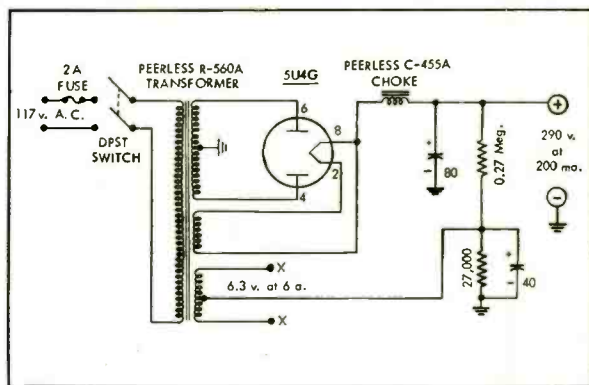 2 A
FUSE
117 v. A.C.
DPST
SWITCH
PEERLESS R-560A
TRANSFORMER
5U4G
6
8
2
4
PEERLESS C-455A
CHOKE
+
80
-
0.27 Meg.
+
290 v.
at
200 ma.
-
X
6.3 v. at 6 a.
X
27,000
+
40
-